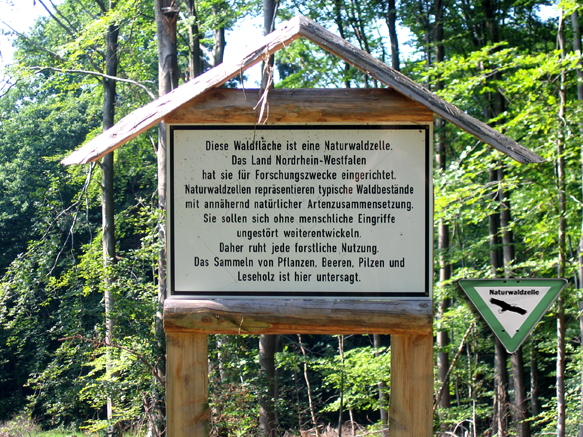 Diese Waldfläche ist eine Naturwaldzelle.
Das Land Nordrhein-Westfalen
hat sie für Forschungszwecke eingerichtet.
Naturwaldzellen repräsentieren typische Waldbestände
mit annähernd natürlicher Artenzusammensetzung.
Sie sollen sich ohne menschliche Eingriffe
ungestört weiterentwickeln.
Daher ruht jede forstliche Nutzung.
Das Sammeln von Pflanzen, Beeren, Pilzen und
Leseholz ist hier untersagt.
Naturwaldzelle